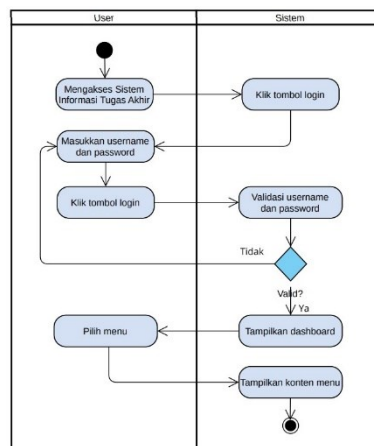 User
Sistem
Mengakses Sistem
Informasi Tugas Akhir
Klik tombol login
Masukkan username
dan password
Klik tombol login
Validasi username
dan password
Tidak
Valid?
Ya
Pilih menu
Tampilkan dashboard
Tampilkan konten menu